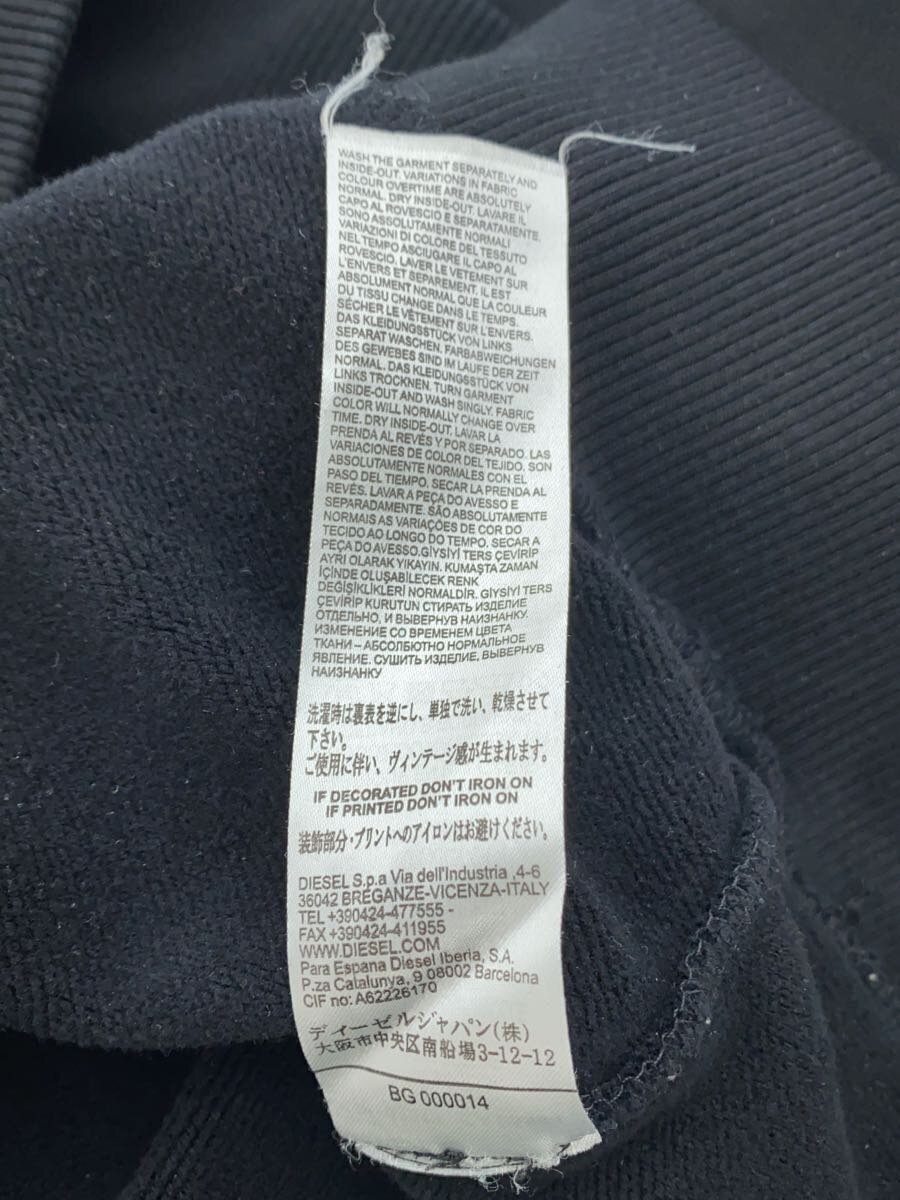 WASH THE GARMENT SEPARATELY AND
INSIDE-OUT. VARIATIONS IN FABRIC
COLOUR OVERTIME ARE ABSOLUTELY
NORMAL. DRY INSIDE-OUT. LAVARE IL
CAPO AL ROVESCIO E SEPARATAMENTE.
SONO ASSOLUTAMENTE NORMALI
VARIAZIONI DI COLORE DEL TESSUTO
NEL TEMPO ASCIUGARE IL CAPO AL
ROVESCIO. LAVER LE VETEMENT SUR
L'ENVERS ET SEPAREMENT. IL EST
ABSOLUMENT NORMAL QUE LA COULEUR
DU TISSU CHANGE DANS LE TEMPS.
SÉCHER LE VÊTEMENT SUR L'ENVERS.
DAS KLEIDUNGSSTÜCK VON LINKS
SEPARAT WASCHEN. FARBABWEICHUNGEN
DES GEWEBES SIND IM LAUFE DER ZEIT
NORMAL. DAS KLEIDUNGSSTÜCK VON
LINKS TROCKNEN. TURN GARMENT
INSIDE-OUT AND WASH SINGLY. FABRIC
COLOR WILL NORMALLY CHANGE OVER
TIME. DRY INSIDE-OUT. LAVAR LA
PRENDA AL REVÉS Y POR SEPARADO. LAS
VARIACIONES DE COLOR DEL TEJIDO. SON
ABSOLUTAMENTE NORMALES CON EL
PASO DEL TIEMPO. SECAR LA PRENDA AL
REVÉS. LAVAR A PEÇA DO AVESSO E
SEPARADAMENTE. SÃO ABSOLUTAMENTE
NORMAIS AS VARIAÇÕES DE COR DO
TECIDO AO LONGO DO TEMPO. SECAR A
PEÇA DO AVESSO.GİYSİYİ TERS ÇEVİRİP
AYRI OLARAK YIKAYIN. KUMAŞTA ZAMAN
İÇİNDE OLUŞABİLECEK RENK
DEĞİŞİKLİKLERİ NORMALDİR. GİYSİYİ TERS
ÇEVİRİP KURUTUN СТИРАТЬ ИЗДЕЛИЕ
ОТДЕЛЬНО, И ВЫВЕРНУВ НАИЗНАНКУ.
ИЗМЕНЕНИЕ СО ВРЕМЕНЕМ ЦВЕТА
ТКАНИ – АБСОЛБЮТНО НОРМАЛЬНОЕ
ЯВЛЕНИЕ. СУШИТЬ ИЗДЕЛИЕ, ВЫВЕРНУВ
НАИЗНАНКУ
洗濯時は裏表を逆にし、単独で洗い、乾燥させて
下さい。
ご使用に伴い、ヴィンテージ感が生まれます。
IF DECORATED DON'T IRON ON
IF PRINTED DON'T IRON ON
装飾部分・プリントへのアイロンはお避けください。
DIESEL S.p.a Via dell'Industria ,4-6
36042 BREGANZE-VICENZA-ITALY
TEL +390424-477555 -
FAX +390424-411955
WWW.DIESEL.COM
Para Espana Diesel Iberia, S.A.
P.za Catalunya, 9 08002 Barcelona
CIF no: A62226170
ディーゼルジャパン(株)
大阪市中央区南船場3-12-12
BG 000014